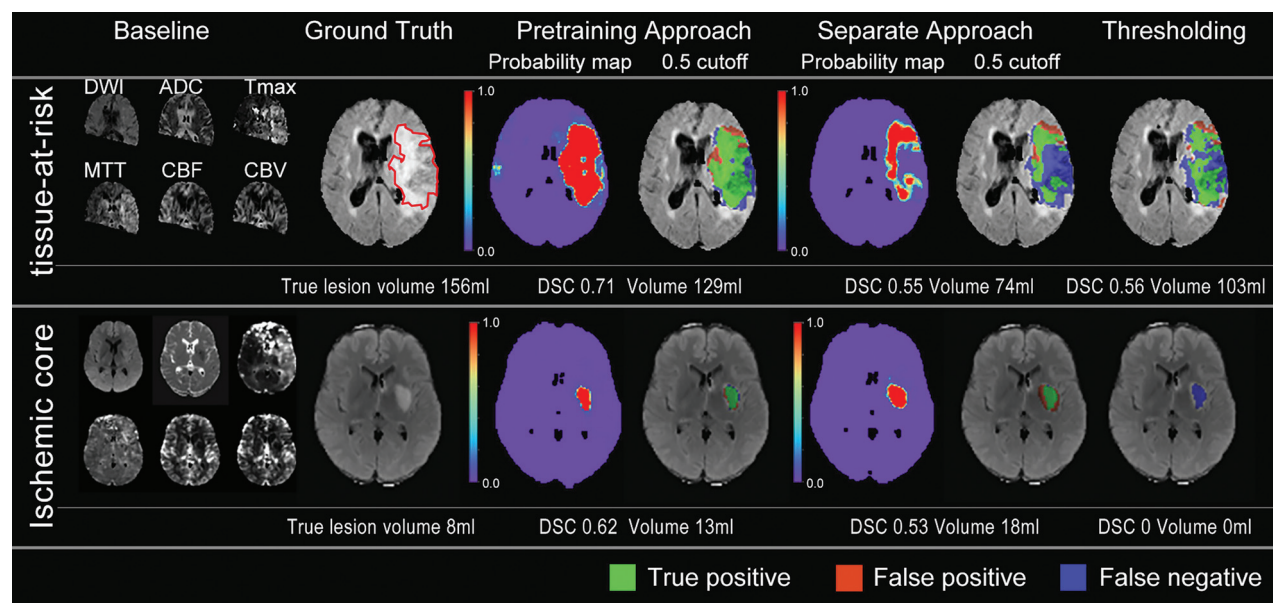 Baseline Ground Truth Pretraining Approach Separate Approach Thresholding
Probability map 0.5 cutoff Probability map 0.5 cutoff
tissue-at-risk
DWI ADC Tmax
MTT CBF CBV
1.0 1.0
0.0 0.0
True lesion volume 156ml DSC 0.71 Volume 129ml DSC 0.55 Volume 74ml DSC 0.56 Volume 103ml
Ischemic core
1.0 1.0
0.0 0.0
True lesion volume 8ml DSC 0.62 Volume 13ml DSC 0.53 Volume 18ml DSC 0 Volume 0ml
True positive False positive False negative